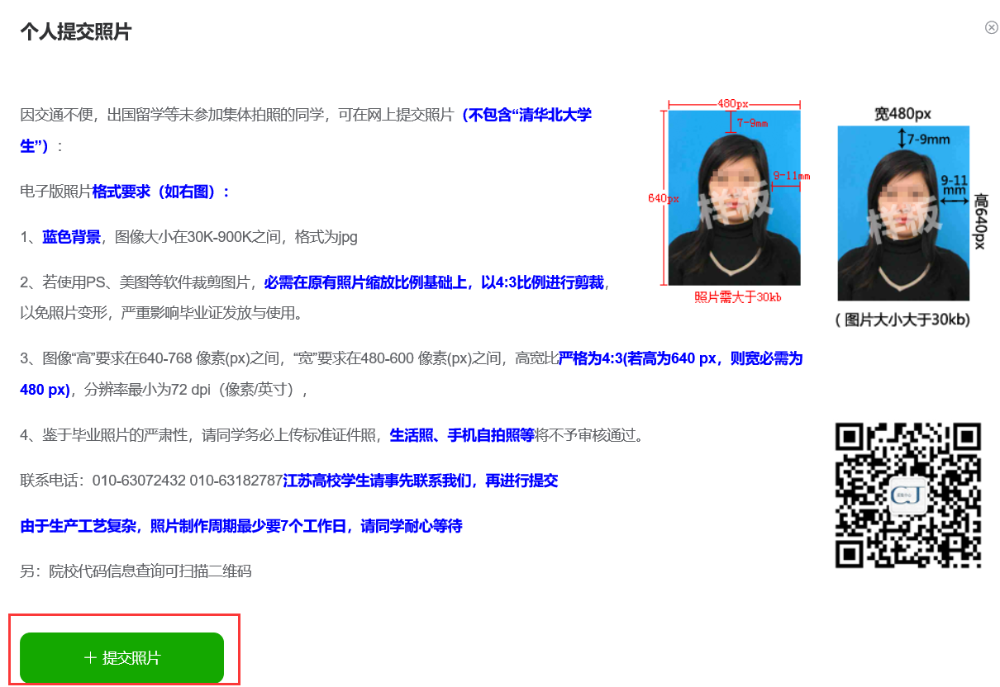 个人提交照片
因交通不便，出国留学等未参加集体拍照的同学，可在网上提交照片（不包含“清华北大学
生”）：
电子版照片格式要求（如右图）：
1、蓝色背景，图像大小在30K-900K之间，格式为jpg
2、若使用PS、美图等软件裁剪图片，必需在原有照片缩放比例基础上，以4:3比例进行剪裁，
以免照片变形，严重影响毕业证发放与使用。
3、图像“高”要求在640-768 像素(px)之间，“宽”要求在480-600 像素(px)之间，高宽比严格为4:3(若高为640 px，则宽必需为
480 px)，分辨率最小为72 dpi（像素/英寸），
4、鉴于毕业照片的严肃性，请同学务必上传标准证件照，生活照、手机自拍照等将不予审核通过。
联系电话：010-63072432 010-63182787江苏高校学生请事先联系我们，再进行提交
由于生产工艺复杂，照片制作周期最少要7个工作日，请同学耐心等待
另：院校代码信息查询可扫描二维码
480px
7-9mm
9-11mm
640px
样板
照片需大于30kb
宽480px
7-9mm
9-11
mm
高640px
样板
( 图片大小大于30kb)
CJ
＋ 提交照片